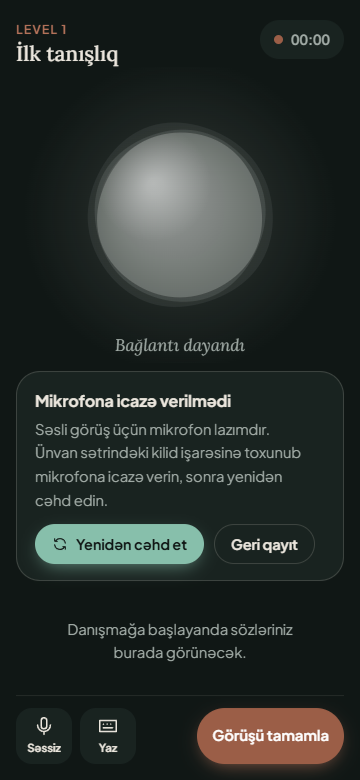 LEVEL 1
İlk tanışlıq
00:00
Bağlantı dayandı
Mikrofona icazə verilmədi
Səsli görüş üçün mikrofon lazımdır.
Ünvan sətrindəki kilid işarəsinə toxunub
mikrofona icazə verin, sonra yenidən
cəhd edin.
Yenidən cəhd et
Geri qayıt
Danışmağa başlayanda sözləriniz
burada görünəcək.
Səssiz
Yaz
Görüşü tamamla